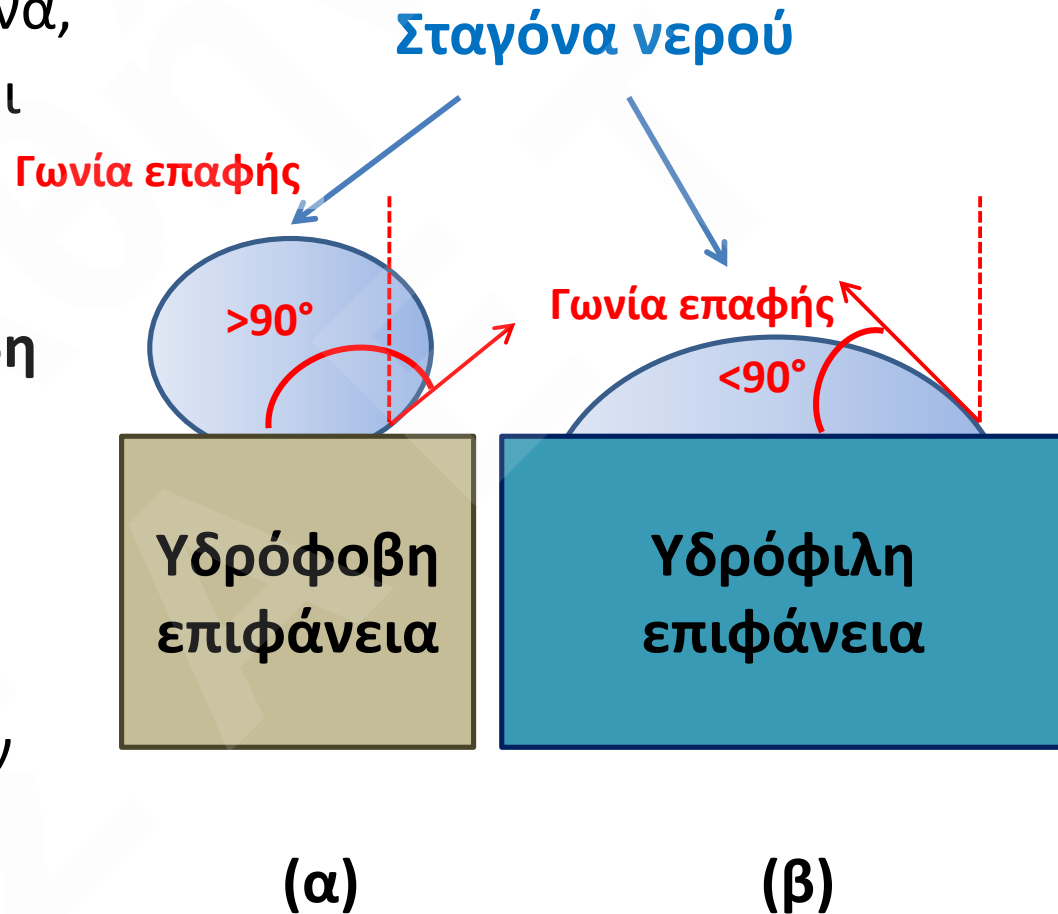 Σταγόνα νερού
Γωνία επαφής
>90°
Γωνία επαφής
<90°
Υδρόφοβη
επιφάνεια
Υδρόφιλη
επιφάνεια
(α)
(β)